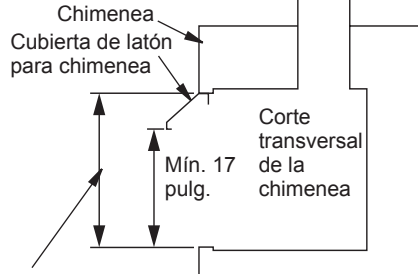 Chimenea
Cubierta de latón
para chimenea
Corte
transversal
de la
chimenea
Mín. 17
pulg.